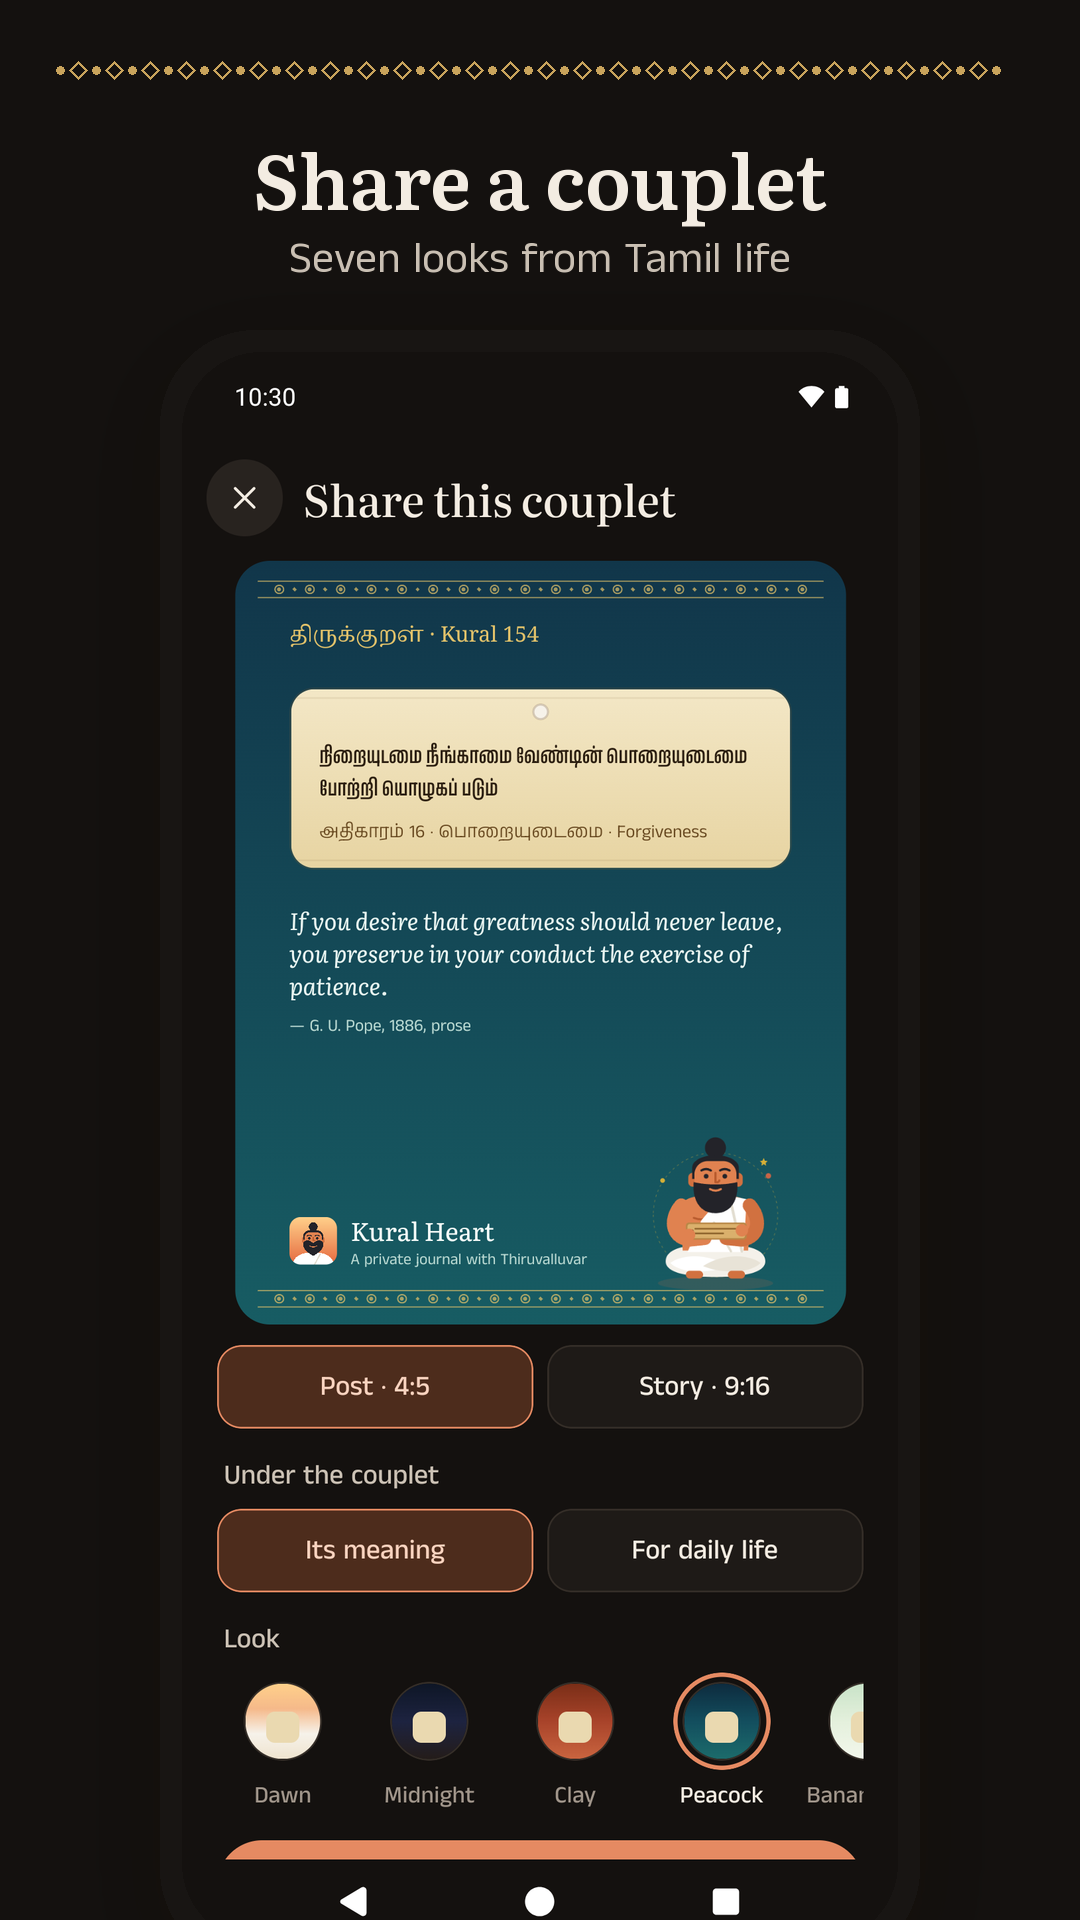 Share a couplet
Seven looks from Tamil life
10:30
Share this couplet
திருக்குறள் · Kural 154
நிறையுடமை நீங்காமை வேண்டின் பொறையுடைமை
போற்றி யொழுகப் படும்
அதிகாரம் 16 · பொறையுடைமை · Forgiveness
If you desire that greatness should never leave,
you preserve in your conduct the exercise of
patience.
— G. U. Pope, 1886, prose
Kural Heart
A private journal with Thiruvalluvar
Post · 4:5
Story · 9:16
Under the couplet
Its meaning
For daily life
Look
Dawn
Midnight
Clay
Peacock